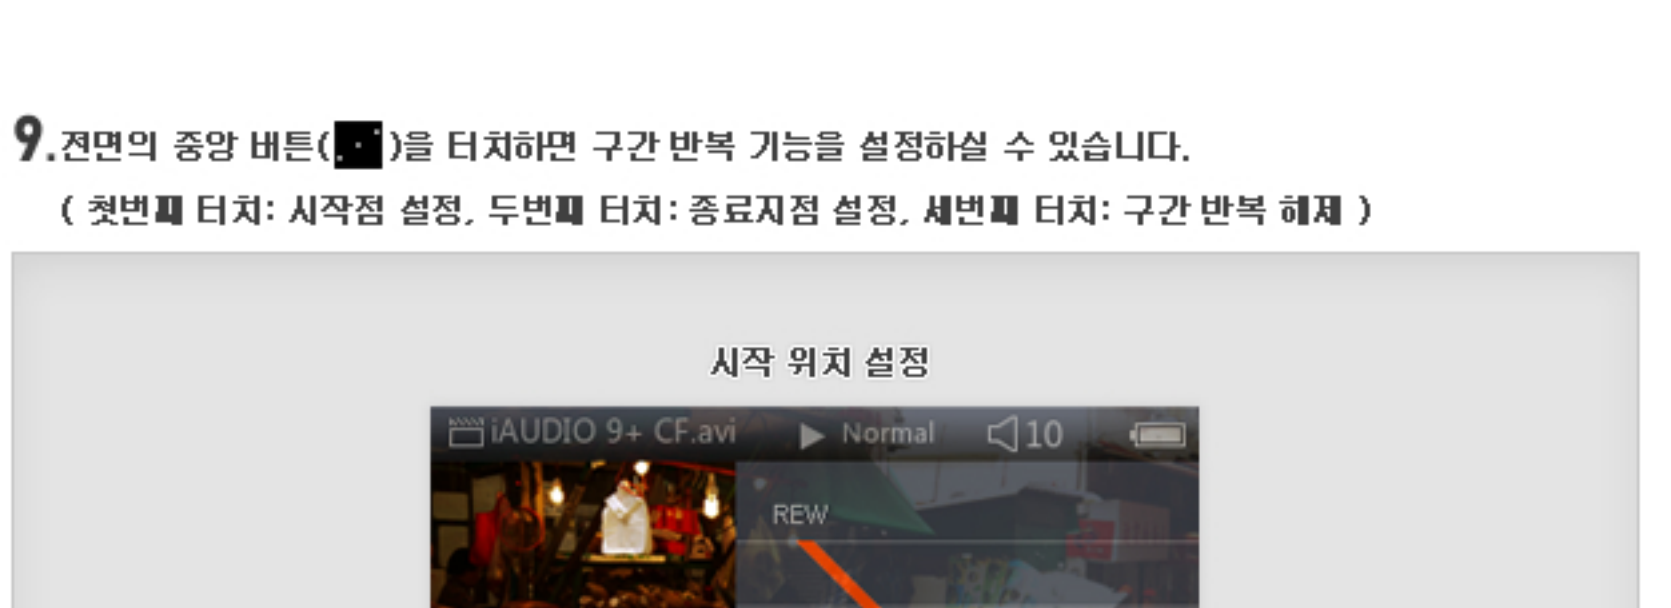 9. 전면의 중앙 버튼( )을 터치하면 구간 반복 기능을 설정하실 수 있습니다.
( 첫번째 터치: 시작점 설정, 두번째 터치: 종료지점 설정, 세번째 터치: 구간 반복 해제 )
시작 위치 설정
iAUDIO 9+ CF.avi ▶ Normal 10
REW